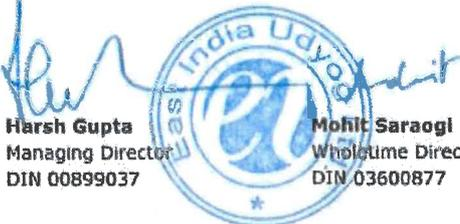 East India Udyog
Harsh Gupta
Managing Director
DIN 00899037
Mohit Saraogi
Wholetime Direc
DIN 03600877